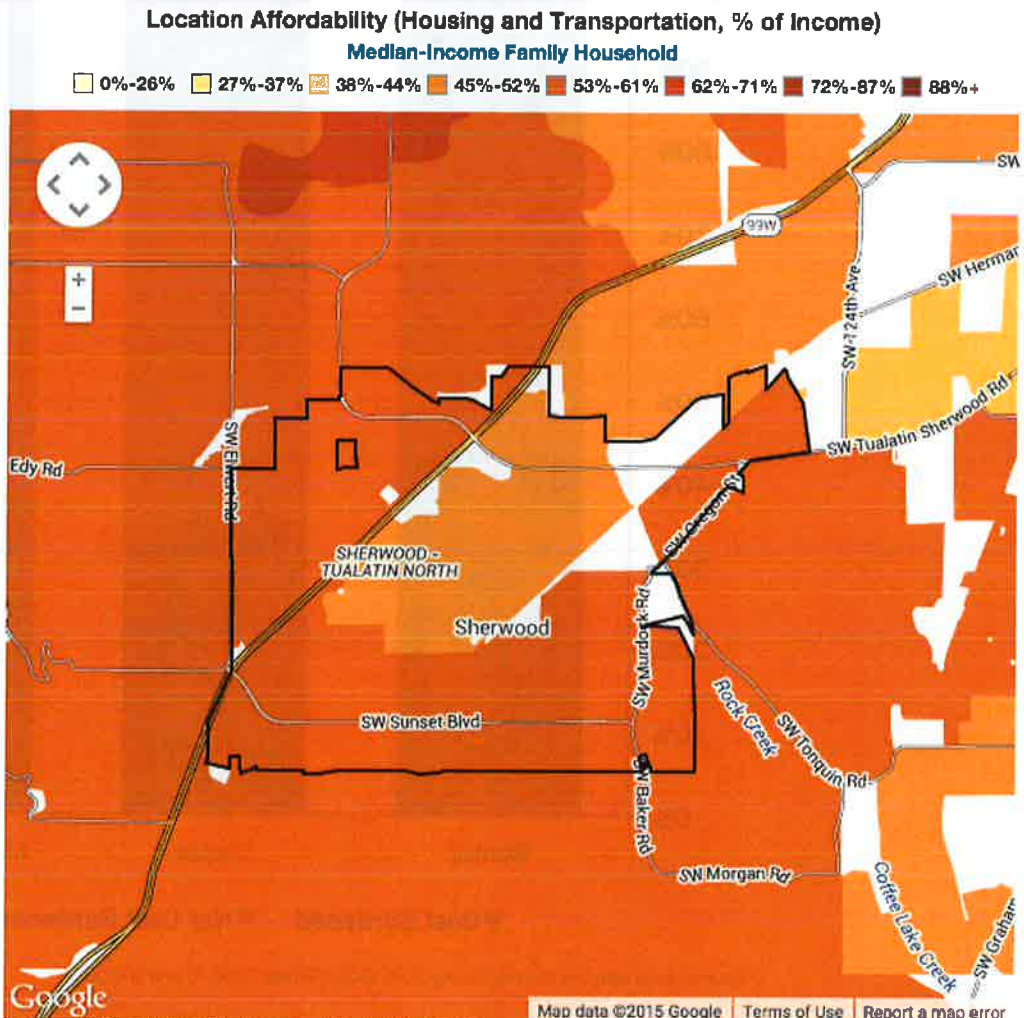 Location Affordability (Housing and Transportation, % of Income)
Median-Income Family Household
0%-26% 27%-37% 38%-44% 45%-52% 53%-61% 62%-71% 72%-87% 88%+
SW
99W
SW Herman
SW 124th Ave
SW Tualatin Sherwood Rd
SW Elwert Rd
Edy Rd
SW Oregon St
SHERWOOD -
TUALATIN NORTH
Sherwood
SW Murdock Rd
Rock Creek
SW Sunset Blvd
SW Tonquin Rd
SW Baker Rd
SW Morgan Rd
Coffee Lake Creek
SW Graham
Google
Map data ©2015 Google
Terms of Use
Report a map error